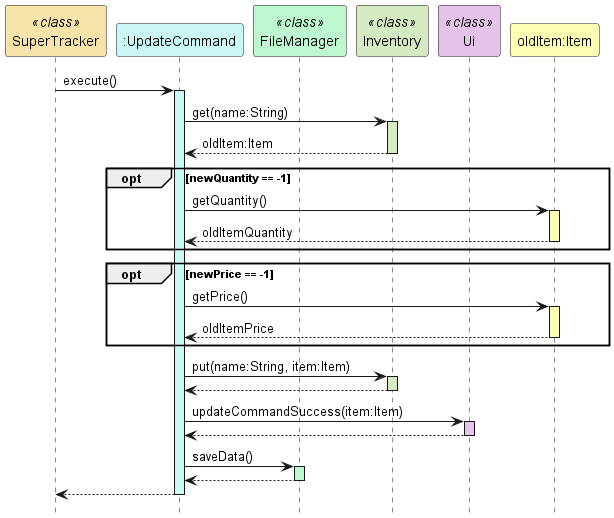 «class»
SuperTracker
:UpdateCommand
«class»
FileManager
«class»
Inventory
«class»
Ui
oldItem:Item
execute()
get(name:String)
oldItem:Item
opt [newQuantity == -1]
getQuantity()
oldItemQuantity
opt [newPrice == -1]
getPrice()
oldItemPrice
put(name:String, item:Item)
updateCommandSuccess(item:Item)
saveData()